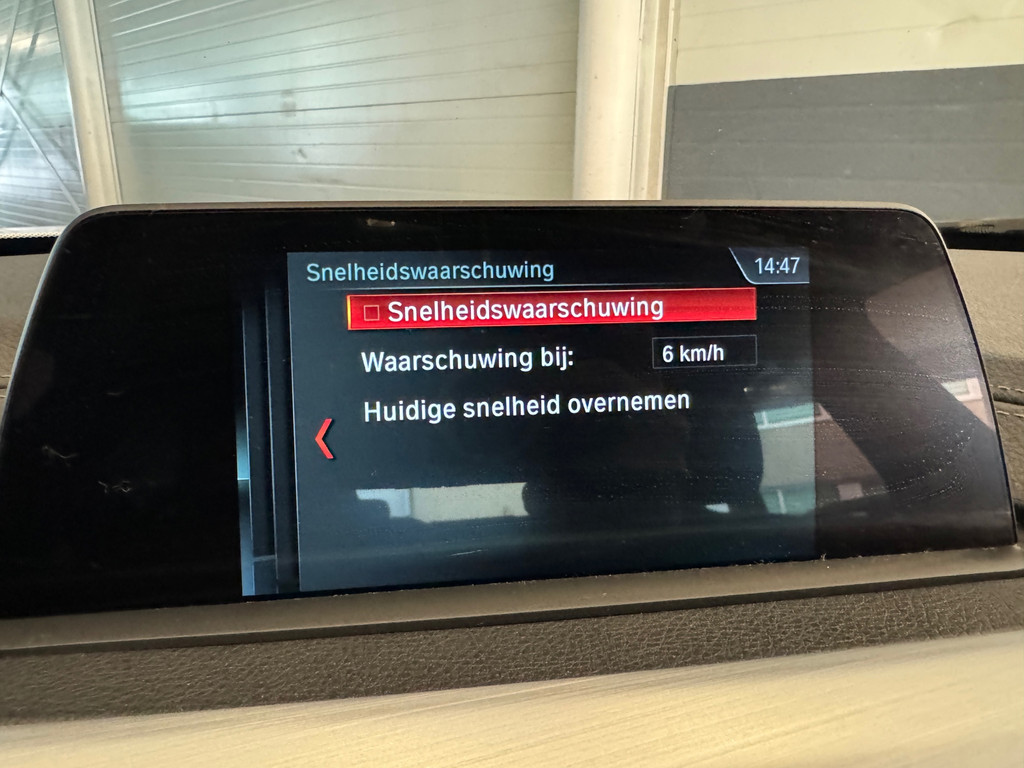 Snelheidswaarschuwing
14:47
Snelheidswaarschuwing
Waarschuwing bij:
6 km/h
Huidige snelheid overnemen